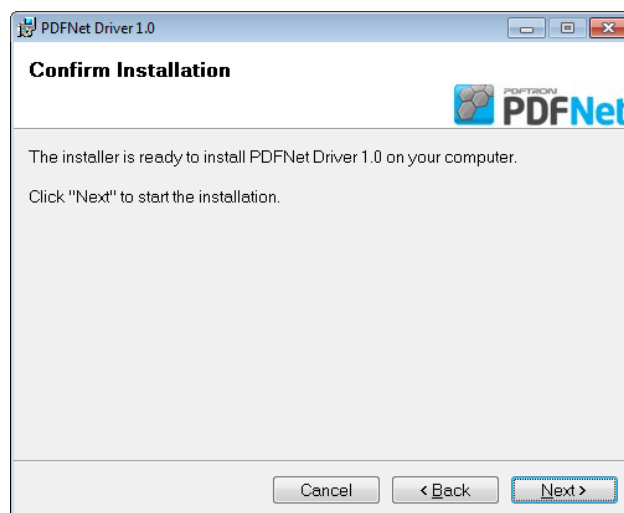 PDFNet Driver 1.0
Confirm Installation
PDFTRON
PDFNet
The installer is ready to install PDFNet Driver 1.0 on your computer.
Click "Next" to start the installation.
Cancel
< Back
Next >